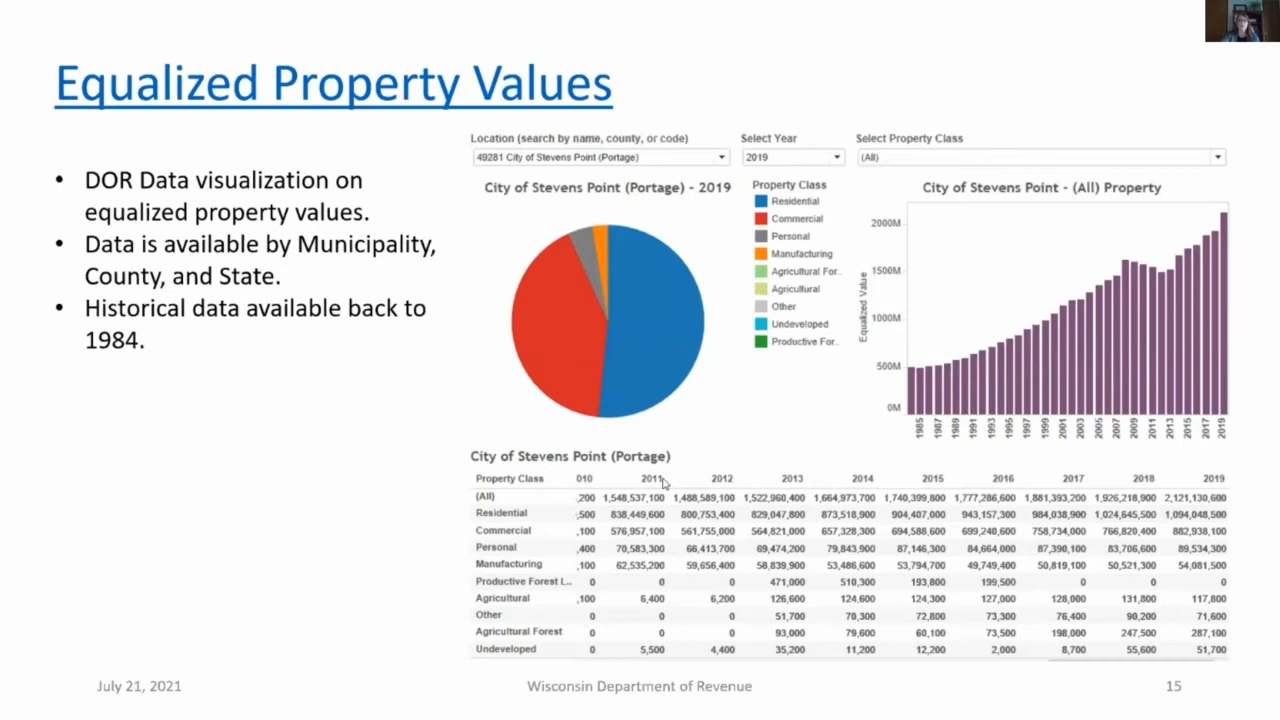 Equalized Property Values
• DOR Data visualization on
equalized property values.
• Data is available by Municipality,
County, and State.
• Historical data available back to
1984.
Location (search by name, county, or code)
49281 City of Stevens Point (Portage)
Select Year
2019
Select Property Class
(All)
City of Stevens Point (Portage) - 2019
Property Class
Residential
Commercial
Personal
Manufacturing
Agricultural For..
Agricultural
Other
Undeveloped
Productive For..
City of Stevens Point - (All) Property
Equalized Value
2000M
1500M
1000M
500M
0M
1985 1987 1989 1991 1993 1995 1997 1999 2001 2003 2005 2007 2009 2011 2013 2015 2017 2019
City of Stevens Point (Portage)
Property Class 010 2011 2012 2013 2014 2015 2016 2017 2018 2019
(All) ,200 1,548,537,100 1,488,589,100 1,522,960,400 1,664,973,700 1,740,399,800 1,777,286,600 1,881,393,200 1,926,218,900 2,121,130,600
Residential ,500 838,449,600 800,753,400 829,047,800 873,518,900 904,407,000 943,157,300 984,038,900 1,024,645,500 1,094,048,500
Commercial ,100 576,957,100 561,755,000 564,821,000 657,328,300 694,588,600 699,240,600 758,734,000 766,820,400 882,938,100
Personal ,400 70,583,300 66,413,700 69,474,200 79,843,900 87,146,300 84,664,000 87,390,100 83,706,600 89,534,300
Manufacturing ,100 62,535,200 59,656,400 58,839,900 53,486,600 53,794,700 49,749,400 50,819,100 50,521,300 54,081,500
Productive Forest L.. 0 0 0 471,000 510,300 193,800 199,500 0 0 0
Agricultural ,100 6,400 6,200 126,600 124,600 124,300 127,000 128,000 131,800 117,800
Other 0 0 0 51,700 70,300 72,800 73,300 76,400 90,200 71,600
Agricultural Forest 0 0 0 93,000 79,600 60,100 73,500 198,000 247,500 287,100
Undeveloped 0 5,500 4,400 35,200 11,200 12,200 2,000 8,700 55,600 51,700
July 21, 2021
Wisconsin Department of Revenue
15